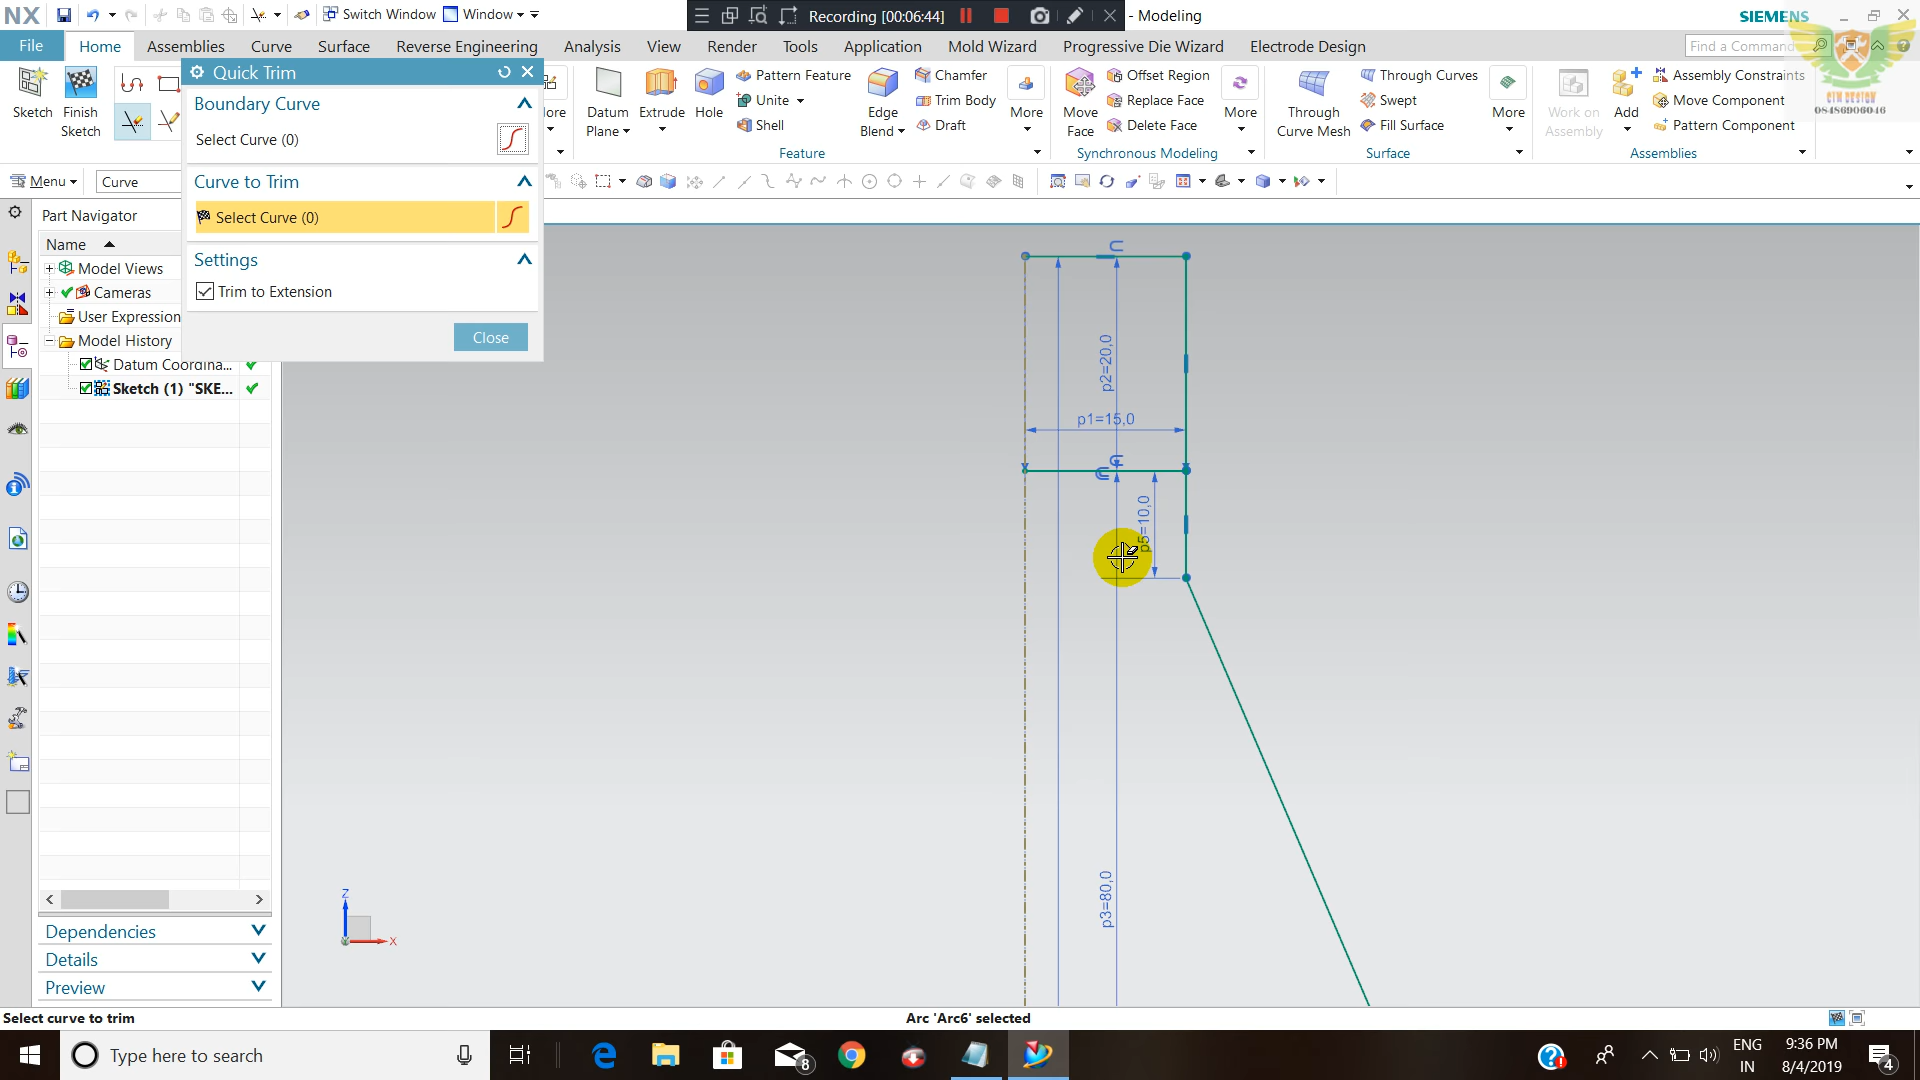 NX
Switch Window
Window
Recording [00:06:44]
- Modeling
SIEMENS
File
Home
Assemblies
Curve
Surface
Reverse Engineering
Analysis
View
Render
Tools
Application
Mold Wizard
Progressive Die Wizard
Electrode Design
Find a Command
Sketch
Finish
Sketch
Quick Trim
Boundary Curve
Select Curve (0)
Curve to Trim
Select Curve (0)
Settings
Trim to Extension
Close
Datum
Plane
Extrude
Hole
Pattern Feature
Unite
Shell
Edge
Blend
Chamfer
Trim Body
Draft
More
Feature
Move
Face
Offset Region
Replace Face
Delete Face
More
Synchronous Modeling
Through
Curve Mesh
Through Curves
Swept
Fill Surface
More
Surface
Work on
Assembly
Add
Assembly Constraints
Move Component
Pattern Component
Assemblies
CIM DESIGN
08486906046
Menu
Curve
Part Navigator
Name
Model Views
Cameras
User Expression
Model History
Datum Coordina...
Sketch (1) "SKE...
Dependencies
Details
Preview
p2=20,0
p1=15,0
p5=10,0
p3=80,0
Z
X
Select curve to trim
Arc 'Arc6' selected
Type here to search
8
ENG
IN
9:36 PM
8/4/2019
4